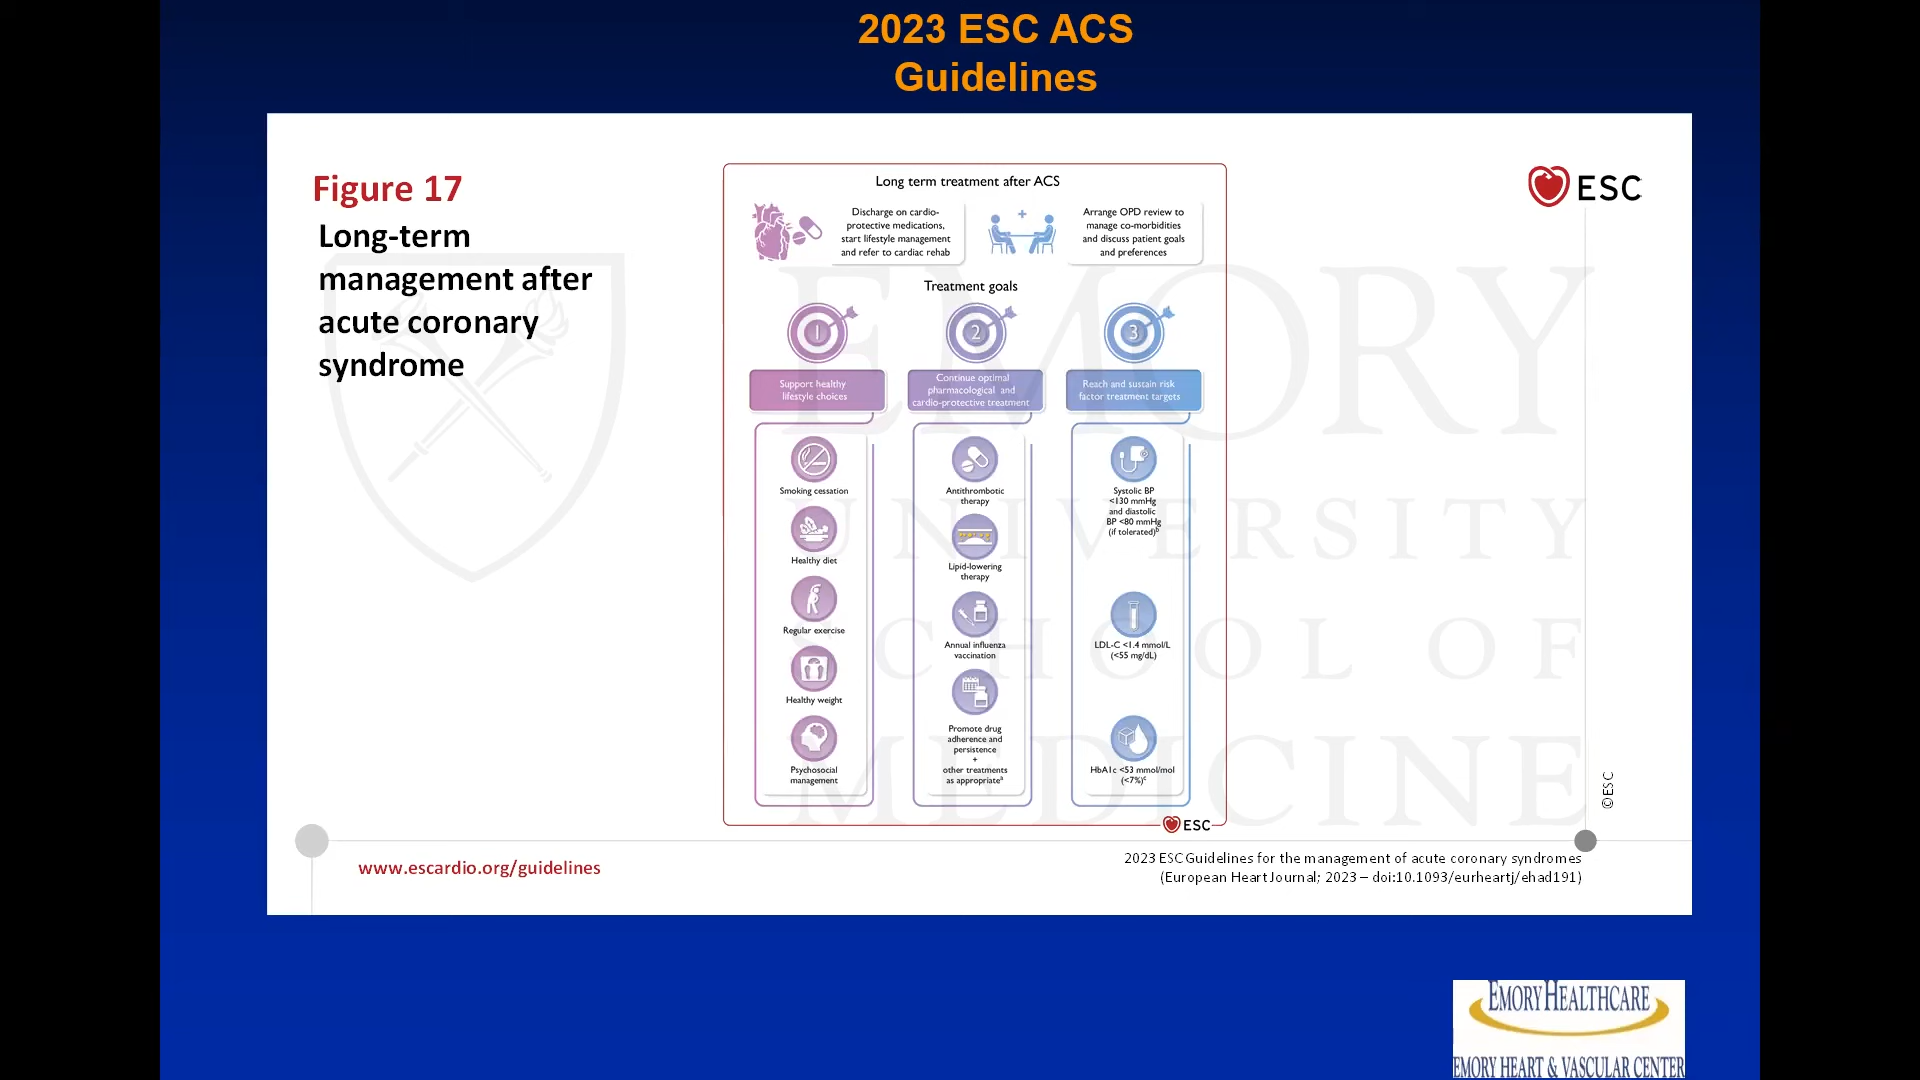 2023 ESC ACS
Guidelines
Figure 17
Long-term
management after
acute coronary
syndrome
ESC
Long term treatment after ACS
Discharge on cardio-
protective medications,
start lifestyle management
and refer to cardiac rehab
Arrange OPD review to
manage co-morbidities
and discuss patient goals
and preferences
Treatment goals
1
2
3
Support healthy
lifestyle choices
Continue optimal
pharmacological and
cardio-protective treatment
Reach and sustain risk
factor treatment targets
Smoking cessation
Healthy diet
Regular exercise
Healthy weight
Psychosocial
management
Antithrombotic
therapy
Lipid-lowering
therapy
Annual influenza
vaccination
Promote drug
adherence and
persistence
+
other treatments
as appropriateᵃ
Systolic BP
<130 mmHg
and diastolic
BP <80 mmHg
(if tolerated)ᵇ
LDL-C <1.4 mmol/L
(<55 mg/dL)
HbA1c <53 mmol/mol
(<7%)ᶜ
ESC
EMORY
UNIVERSITY
SCHOOL OF
MEDICINE
©ESC
www.escardio.org/guidelines
2023 ESC Guidelines for the management of acute coronary syndromes
(European Heart Journal; 2023 – doi:10.1093/eurheartj/ehad191)
EMORY HEALTHCARE
EMORY HEART & VASCULAR CENTER